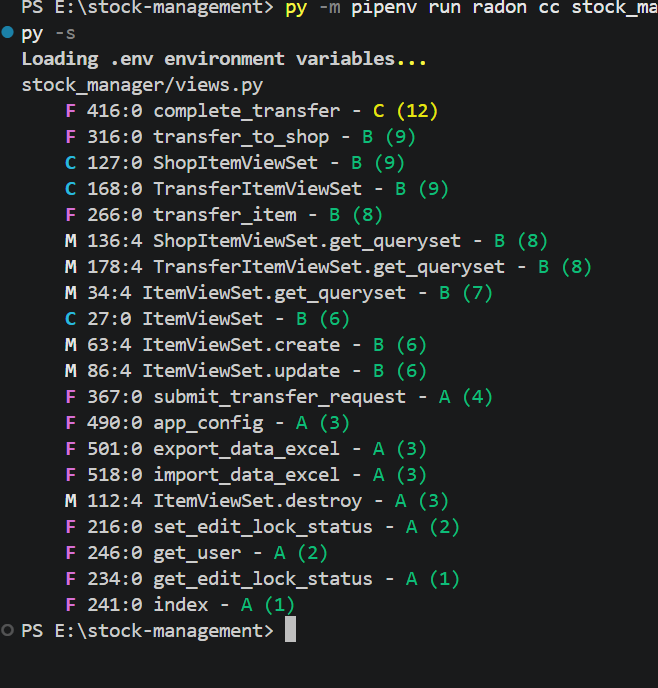 PS E:\stock-management> py -m pipenv run radon cc stock_ma
py -s
Loading .env environment variables...
stock_manager/views.py
F 416:0 complete_transfer - C (12)
F 316:0 transfer_to_shop - B (9)
C 127:0 ShopItemViewSet - B (9)
C 168:0 TransferItemViewSet - B (9)
F 266:0 transfer_item - B (8)
M 136:4 ShopItemViewSet.get_queryset - B (8)
M 178:4 TransferItemViewSet.get_queryset - B (8)
M 34:4 ItemViewSet.get_queryset - B (7)
C 27:0 ItemViewSet - B (6)
M 63:4 ItemViewSet.create - B (6)
M 86:4 ItemViewSet.update - B (6)
F 367:0 submit_transfer_request - A (4)
F 490:0 app_config - A (3)
F 501:0 export_data_excel - A (3)
F 518:0 import_data_excel - A (3)
M 112:4 ItemViewSet.destroy - A (3)
F 216:0 set_edit_lock_status - A (2)
F 246:0 get_user - A (2)
F 234:0 get_edit_lock_status - A (1)
F 241:0 index - A (1)
PS E:\stock-management>